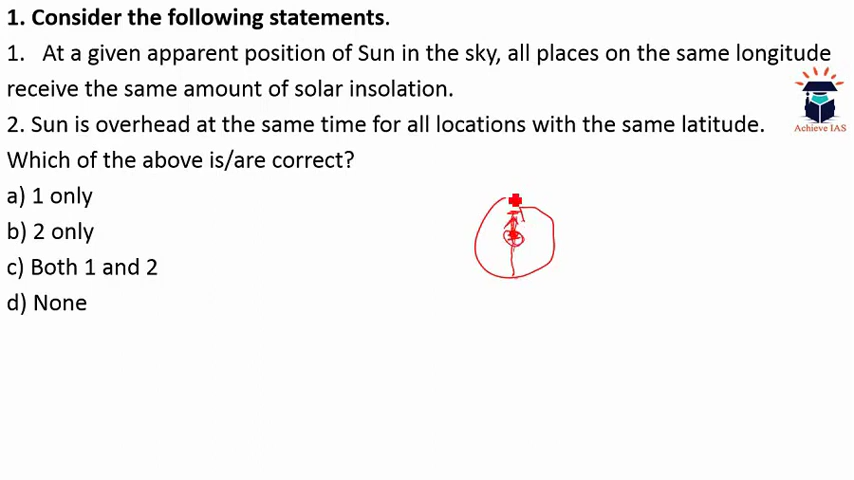 1. Consider the following statements.
1. At a given apparent position of Sun in the sky, all places on the same longitude
receive the same amount of solar insolation.
Achieve IAS
2. Sun is overhead at the same time for all locations with the same latitude.
Which of the above is/are correct?
a) 1 only
b) 2 only
c) Both 1 and 2
d) None